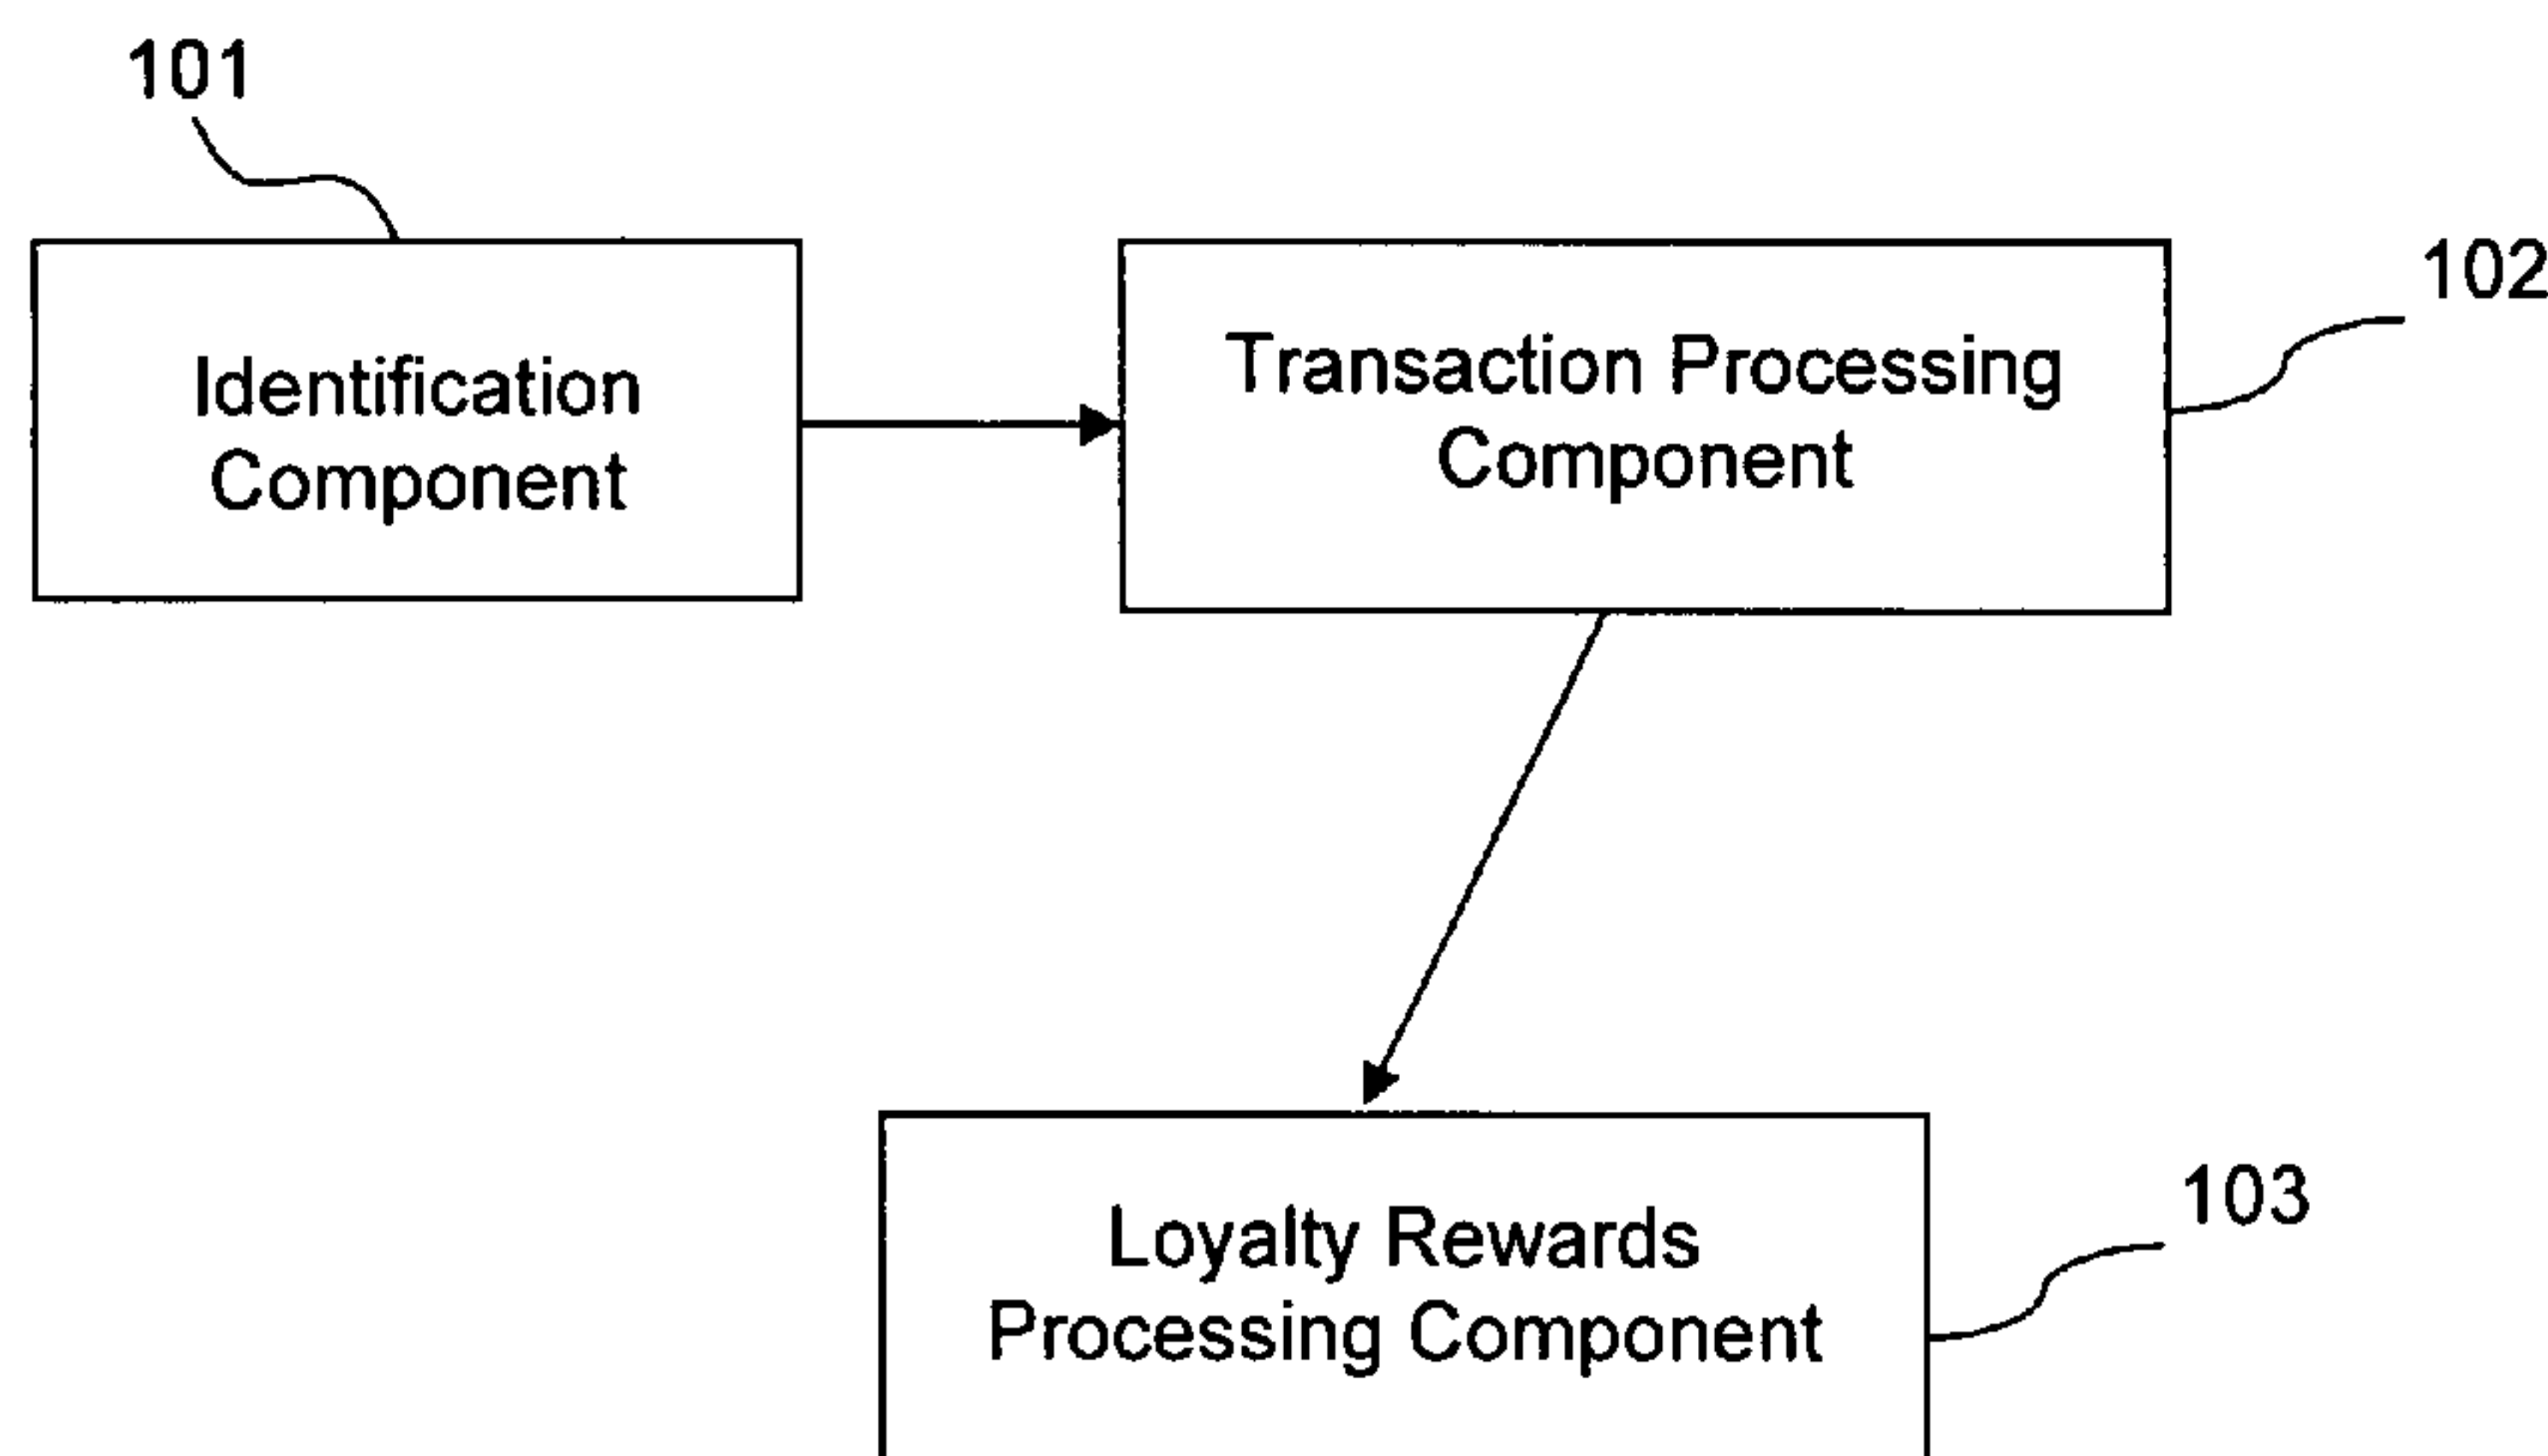 101
Identification
Component
Transaction Processing
Component
102
Loyalty Rewards
Processing Component
103